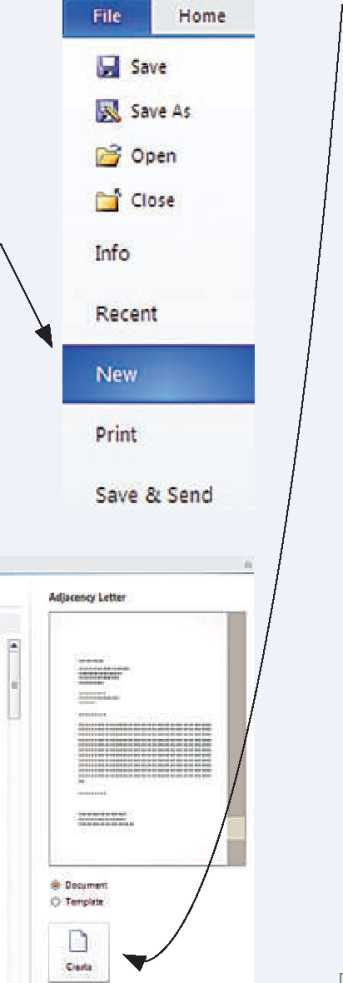 File Home
Save
Save As
Open
Close
Info
Recent
New
Print
Save & Send
Adjacency Letter
Document
Template
Create